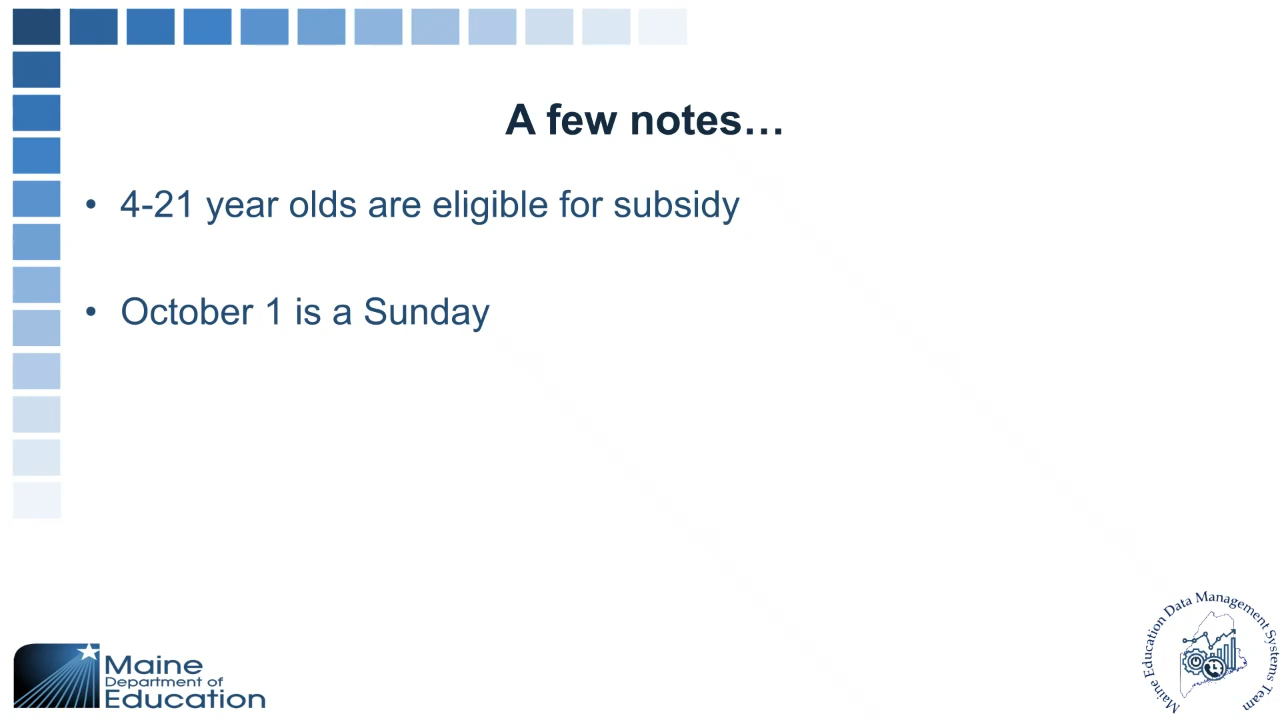 A few notes…
• 4-21 year olds are eligible for subsidy
• October 1 is a Sunday
Maine
Department of
Education
Maine Education Data Management Systems Team